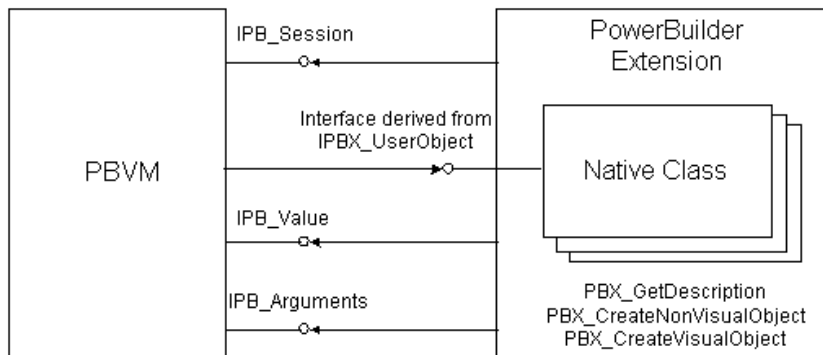 IPB_Session
PowerBuilder
Extension
Interface derived from
IPBX_UserObject
PBVM
Native Class
IPB_Value
IPB_Arguments
PBX_GetDescription
PBX_CreateNonVisualObject
PBX_CreateVisualObject